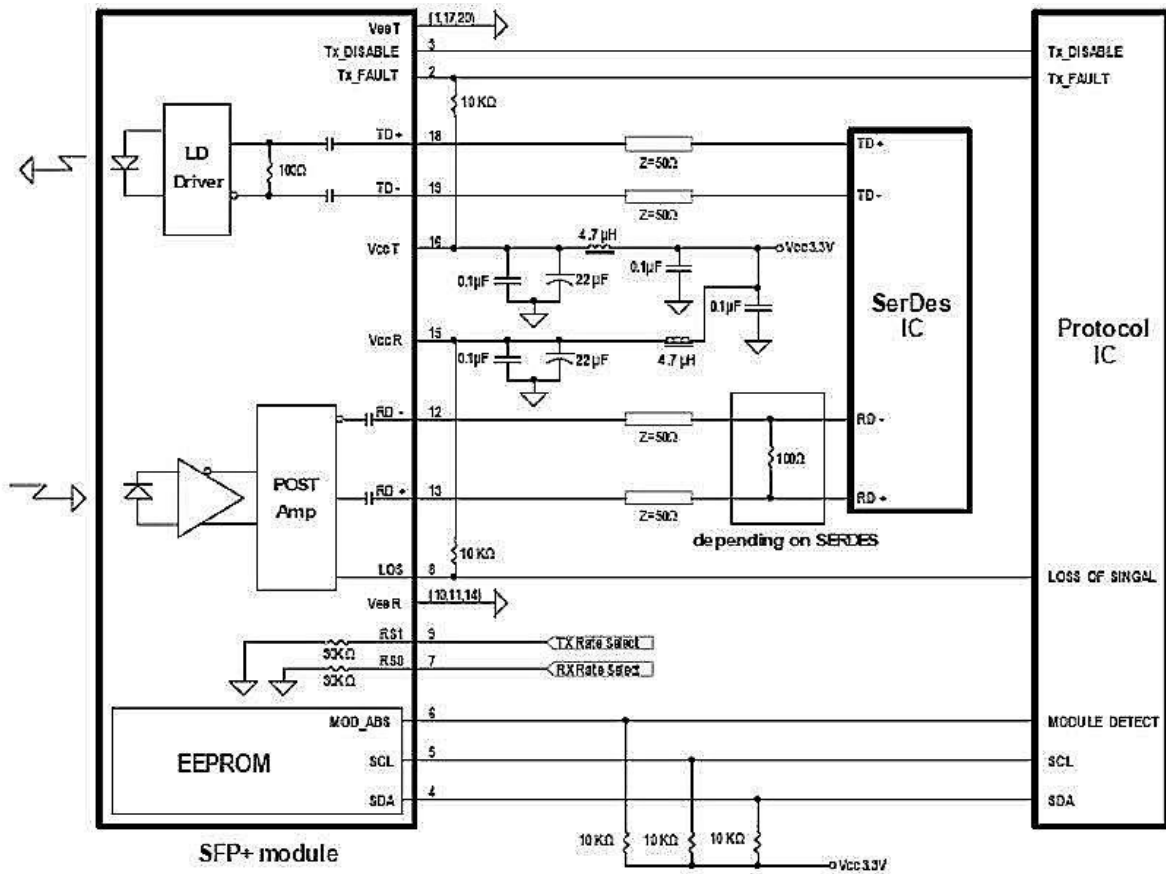 VeeT (1,17,20)
Tx_DISABLE 3 Tx_DISABLE
Tx_FAULT 2 Tx_FAULT
10 KΩ
LD
Driver
100Ω
TD+ 18 Z=50Ω TD+
TD- 19 Z=50Ω TD-
4.7 µH
VccT 16 Vcc3.3V
0.1µF 22 µF 0.1µF 0.1µF
SerDes
IC
Protocol
IC
VccR 15
0.1µF 22 µF 4.7 µH
RD - 12 Z=50Ω RD -
100Ω
POST
Amp
RD + 13 Z=50Ω RD+
depending on SERDES
10 KΩ
LOS 8 LOSS OF SINGAL
VeeR (10,11,14)
RS1 9 TX Rate Select
30KΩ
RS0 7 RX Rate Select
30KΩ
MOD_ABS 6 MODULE DETECT
EEPROM
SCL 5 SCL
SDA 4 SDA
10 KΩ 10 KΩ 10 KΩ
Vcc3.3V
SFP+ module